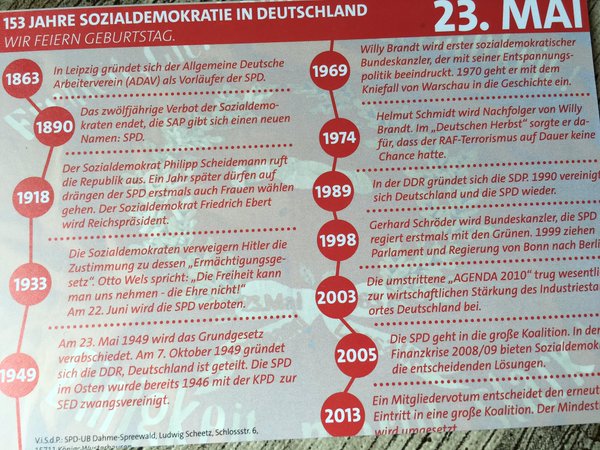 153 JAHRE SOZIALDEMOKRATIE IN DEUTSCHLAND
WIR FEIERN GEBURTSTAG.
23. MAI
1863
In Leipzig gründet sich der Allgemeine Deutsche
Arbeiterverein (ADAV) als Vorläufer der SPD.
1890
Das zwölfjährige Verbot der Sozialdemo-
kraten endet, die SAP gibt sich einen neuen
Namen: SPD.
1918
Der Sozialdemokrat Philipp Scheidemann ruft
die Republik aus. Ein Jahr später dürfen auf
drängen der SPD erstmals auch Frauen wählen
gehen. Der Sozialdemokrat Friedrich Ebert
wird Reichspräsident.
1933
Die Sozialdemokraten verweigern Hitler die
Zustimmung zu dessen „Ermächtigungsge-
setz“. Otto Wels spricht: „Die Freiheit kann
man uns nehmen - die Ehre nicht!“
Am 22. Juni wird die SPD verboten.
1949
Am 23. Mai 1949 wird das Grundgesetz
verabschiedet. Am 7. Oktober 1949 gründet
sich die DDR, Deutschland ist geteilt. Die SPD
im Osten wurde bereits 1946 mit der KPD zur
SED zwangsvereinigt.
V.i.S.d.P.: SPD-UB Dahme-Spreewald, Ludwig Scheetz, Schlossstr. 6,
1969
Willy Brandt wird erster sozialdemokratischer
Bundeskanzler, der mit seiner Entspannungs-
politik beeindruckt. 1970 geht er mit dem
Kniefall von Warschau in die Geschichte ein.
1974
Helmut Schmidt wird Nachfolger von Willy
Brandt. Im „Deutschen Herbst“ sorgte er da-
für, dass der RAF-Terrorismus auf Dauer keine
Chance hatte.
1989
In der DDR gründet sich die SDP. 1990 vereinigt
sich Deutschland und die SPD wieder.
1998
Gerhard Schröder wird Bundeskanzler, die SPD
regiert erstmals mit den Grünen. 1999 ziehen
Parlament und Regierung von Bonn nach Berli
2003
Die umstrittene „AGENDA 2010“ trug wesentlic
zur wirtschaftlichen Stärkung des Industriestan
ortes Deutschland bei.
2005
Die SPD geht in die große Koalition. In der
Finanzkrise 2008/09 bieten Sozialdemok
die entscheidenden Lösungen.
2013
Ein Mitgliedervotum entscheidet den erneut
Eintritt in eine große Koalition. Der Mindest
wird umgesetzt